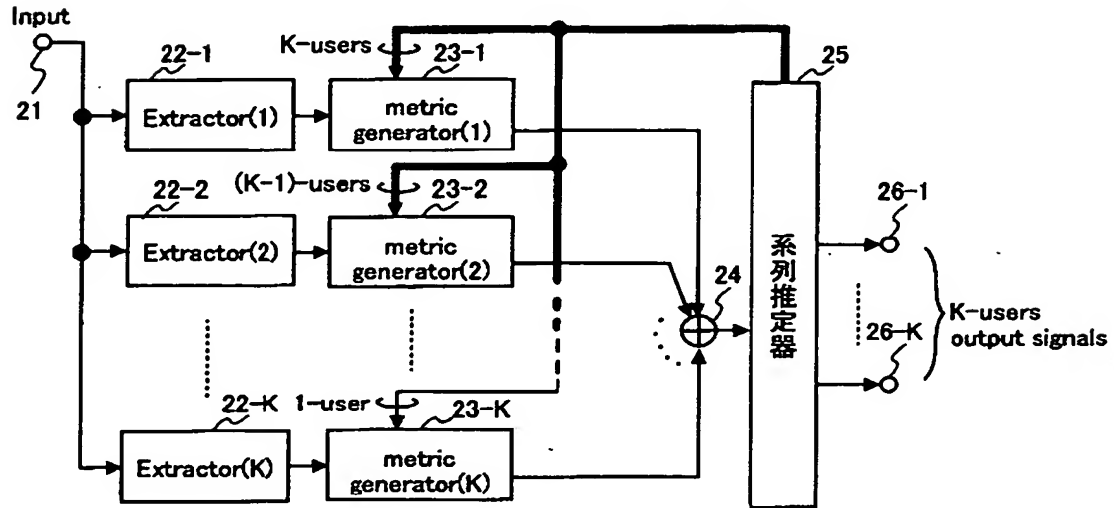 Input
21
22-1
Extractor(1)
K-users
23-1
metric
generator(1)
25
22-2
Extractor(2)
(K-1)-users
23-2
metric
generator(2)
24
系列推定器
26-1
26-K
K-users
output signals
22-K
Extractor(K)
1-user
23-K
metric
generator(K)